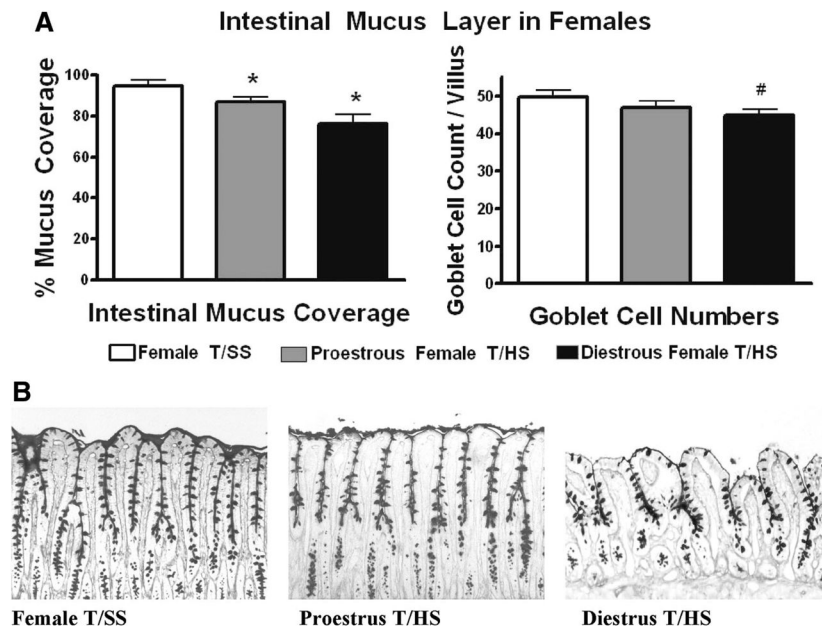 A
Intestinal Mucus Layer in Females
% Mucus Coverage
100
80
60
40
20
0
*
*
Intestinal Mucus Coverage
Goblet Cell Count / Villus
50
40
30
20
10
0
#
Goblet Cell Numbers
Female T/SS
Proestrous Female T/HS
Diestrous Female T/HS
B
Female T/SS
Proestrus T/HS
Diestrus T/HS